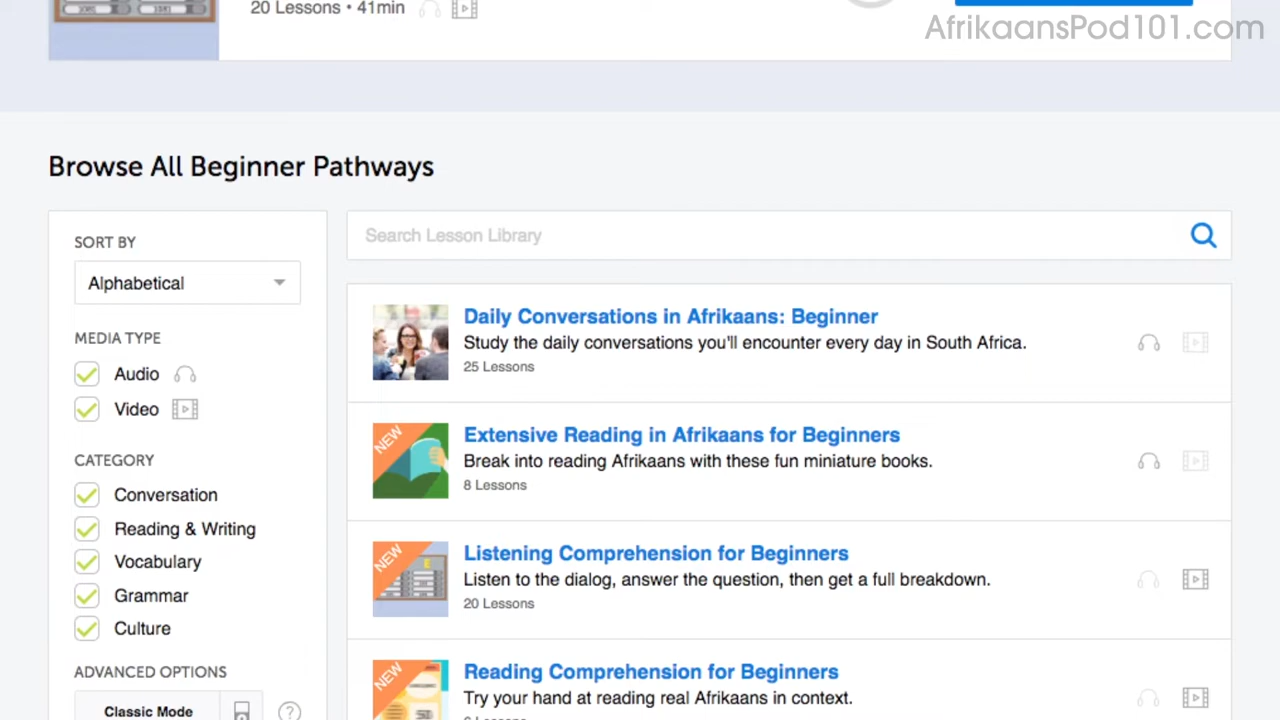 20 Lessons • 41min
AfrikaansPod101.com
Browse All Beginner Pathways
SORT BY
Alphabetical
MEDIA TYPE
Audio
Video
CATEGORY
Conversation
Reading & Writing
Vocabulary
Grammar
Culture
ADVANCED OPTIONS
Classic Mode
?
Search Lesson Library
Daily Conversations in Afrikaans: Beginner
Study the daily conversations you'll encounter every day in South Africa.
25 Lessons
NEW
Extensive Reading in Afrikaans for Beginners
Break into reading Afrikaans with these fun miniature books.
8 Lessons
NEW
Listening Comprehension for Beginners
Listen to the dialog, answer the question, then get a full breakdown.
20 Lessons
NEW
Reading Comprehension for Beginners
Try your hand at reading real Afrikaans in context.